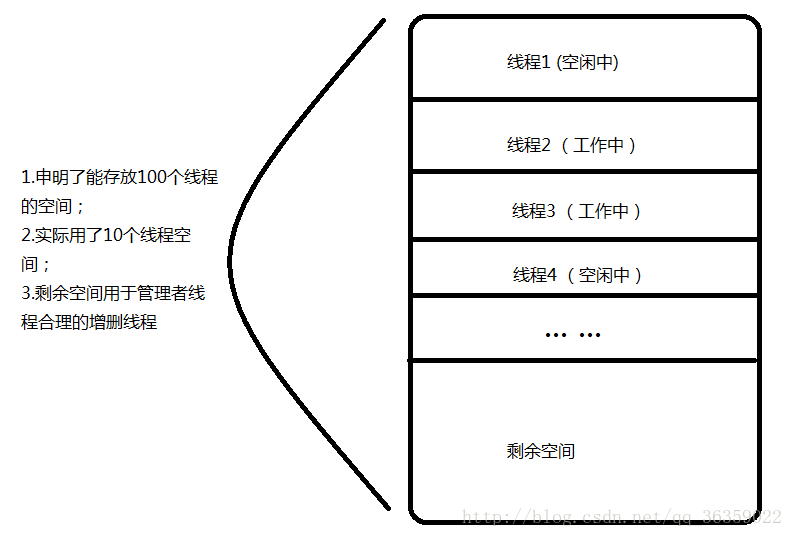 1.申明了能存放100个线程
的空间；
2.实际用了10个线程空
间；
3.剩余空间用于管理者线
程合理的增删线程
线程1 (空闲中)
线程2 （ 工作中 ）
线程3 （ 工作中 ）
线程4 （ 空闲中 ）
... ...
剩余空间
http://blog.csdn.net/qq_36359022